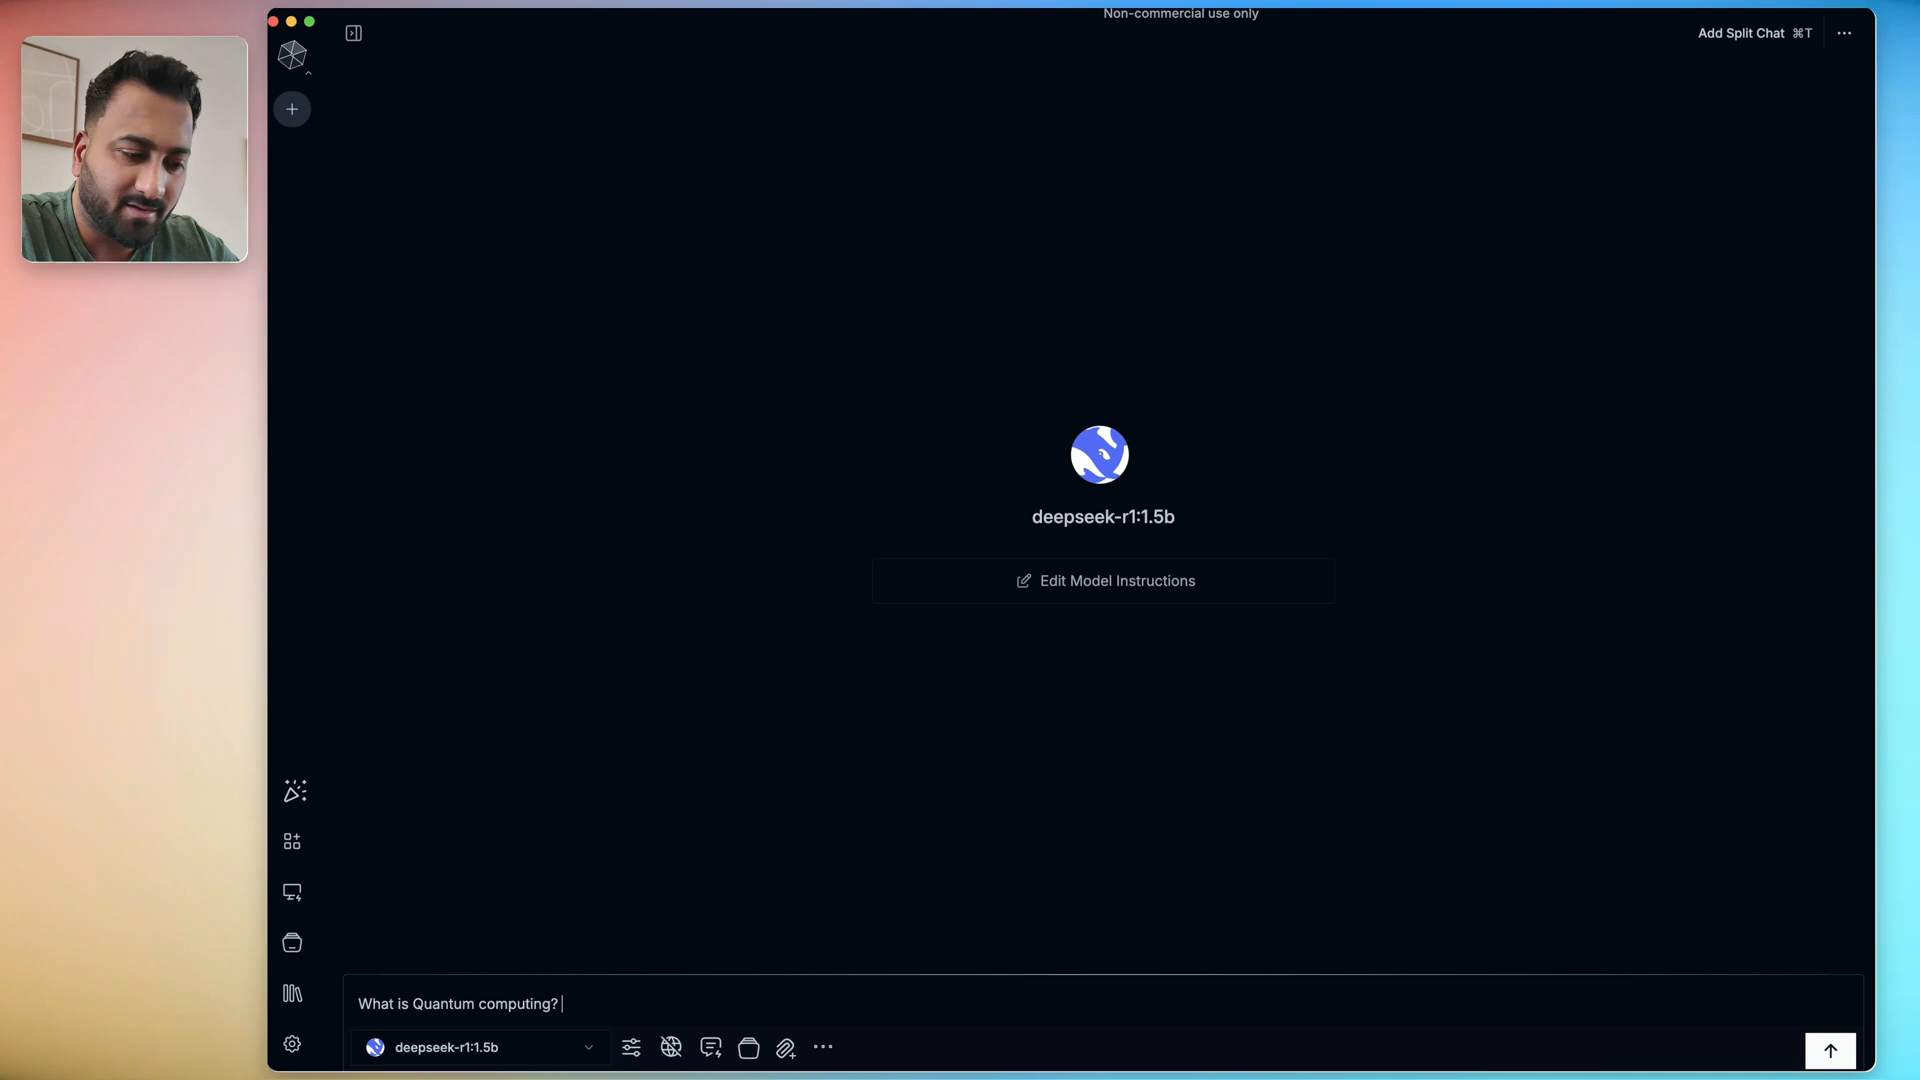 Non-commercial use only
Add Split Chat ⌘T
deepseek-r1:1.5b
Edit Model Instructions
What is Quantum computing?
deepseek-r1:1.5b